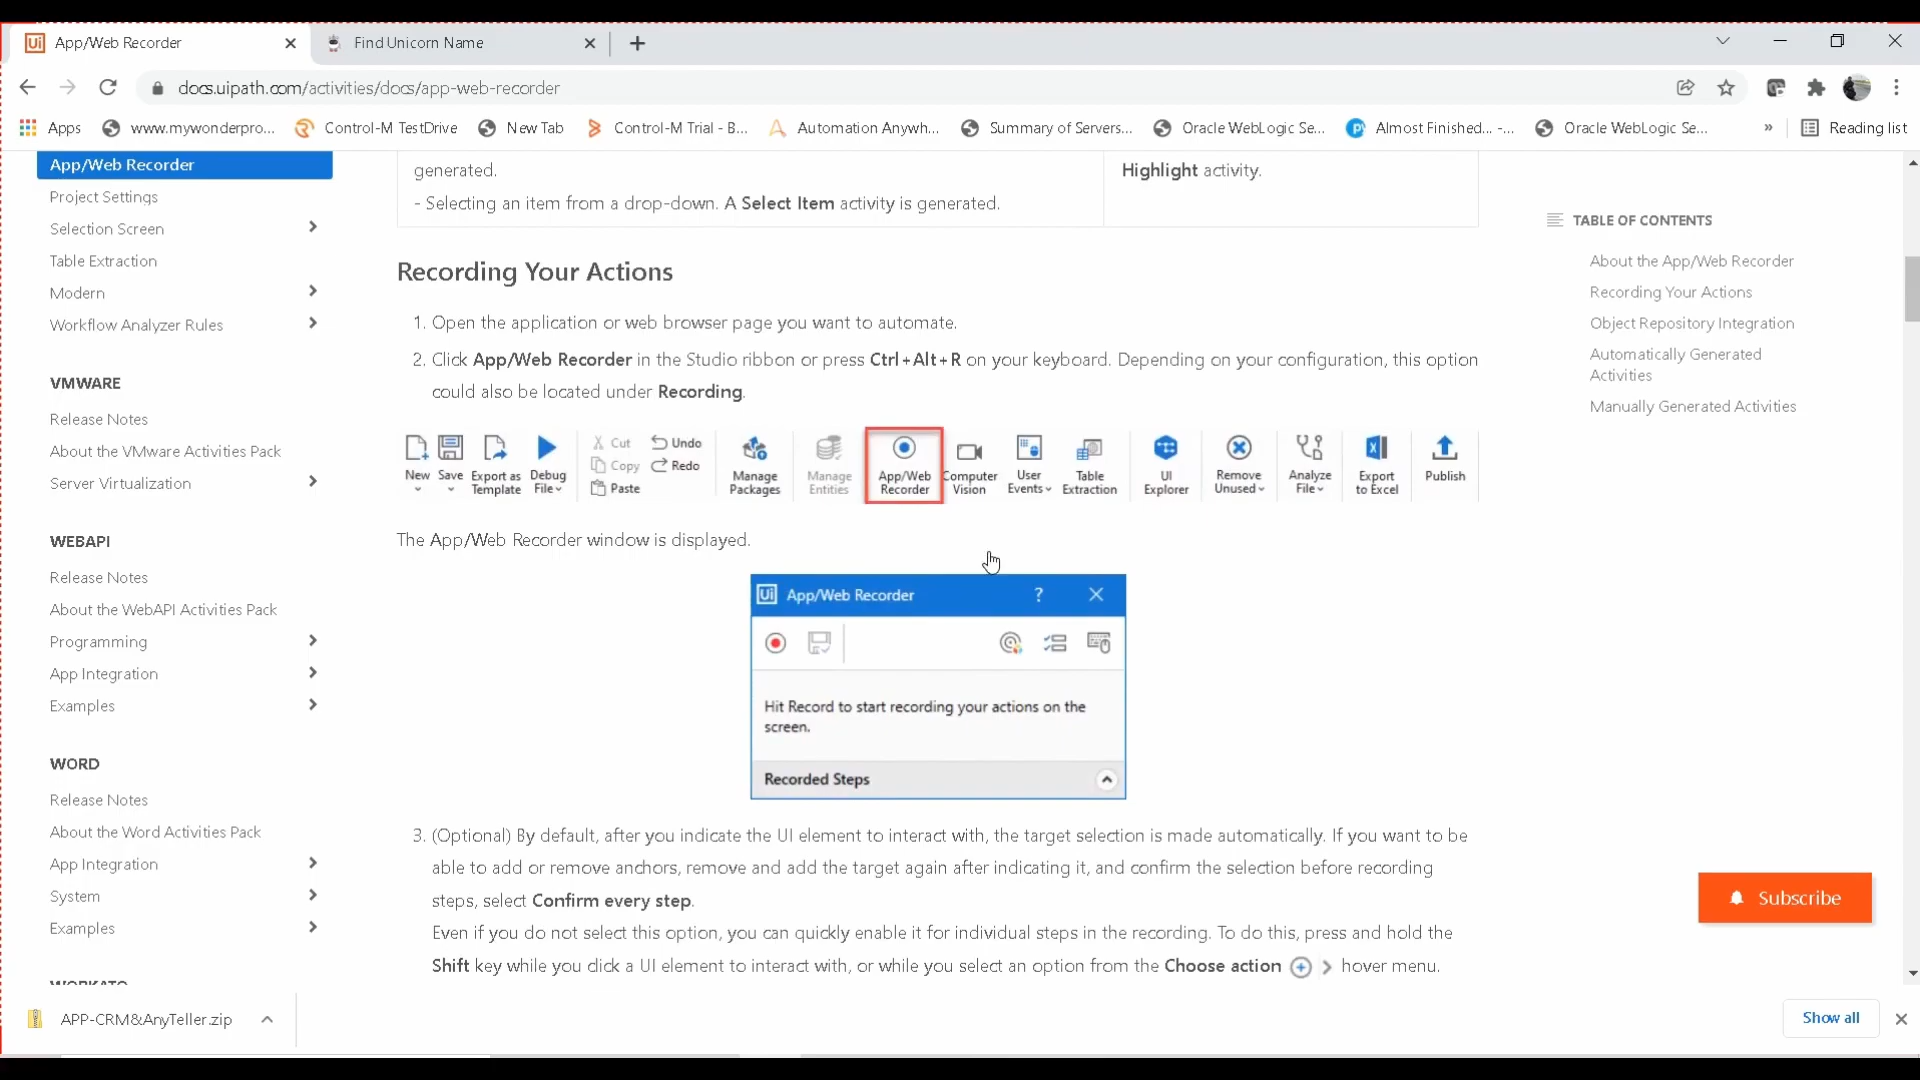 App/Web Recorder
Find Unicorn Name
docs.uipath.com/activities/docs/app-web-recorder
Apps
www.mywonderpro...
Control-M TestDrive
New Tab
Control-M Trial - B...
Automation Anywh...
Summary of Servers...
Oracle WebLogic Se...
Almost Finished... -...
Oracle WebLogic Se...
»
Reading list
App/Web Recorder
Project Settings
Selection Screen
Table Extraction
Modern
Workflow Analyzer Rules
VMWARE
Release Notes
About the VMware Activities Pack
Server Virtualization
WEBAPI
Release Notes
About the WebAPI Activities Pack
Programming
App Integration
Examples
WORD
Release Notes
About the Word Activities Pack
App Integration
System
Examples
WORKATO
generated.
- Selecting an item from a drop-down. A Select Item activity is generated.
Highlight activity.
Recording Your Actions
1. Open the application or web browser page you want to automate.
2. Click App/Web Recorder in the Studio ribbon or press Ctrl+Alt+R on your keyboard. Depending on your configuration, this option
could also be located under Recording.
New
Save
Export as
Template
Debug
File
Cut
Copy
Paste
Undo
Redo
Manage
Packages
Manage
Entities
App/Web
Recorder
Computer
Vision
User
Events
Table
Extraction
UI
Explorer
Remove
Unused
Analyze
File
Export
to Excel
Publish
The App/Web Recorder window is displayed.
Ui App/Web Recorder ?
Hit Record to start recording your actions on the
screen.
Recorded Steps
3. (Optional) By default, after you indicate the UI element to interact with, the target selection is made automatically. If you want to be
able to add or remove anchors, remove and add the target again after indicating it, and confirm the selection before recording
steps, select Confirm every step.
Even if you do not select this option, you can quickly enable it for individual steps in the recording. To do this, press and hold the
Shift key while you click a UI element to interact with, or while you select an option from the Choose action > hover menu.
TABLE OF CONTENTS
About the App/Web Recorder
Recording Your Actions
Object Repository Integration
Automatically Generated
Activities
Manually Generated Activities
Subscribe
APP-CRM&AnyTeller.zip
Show all